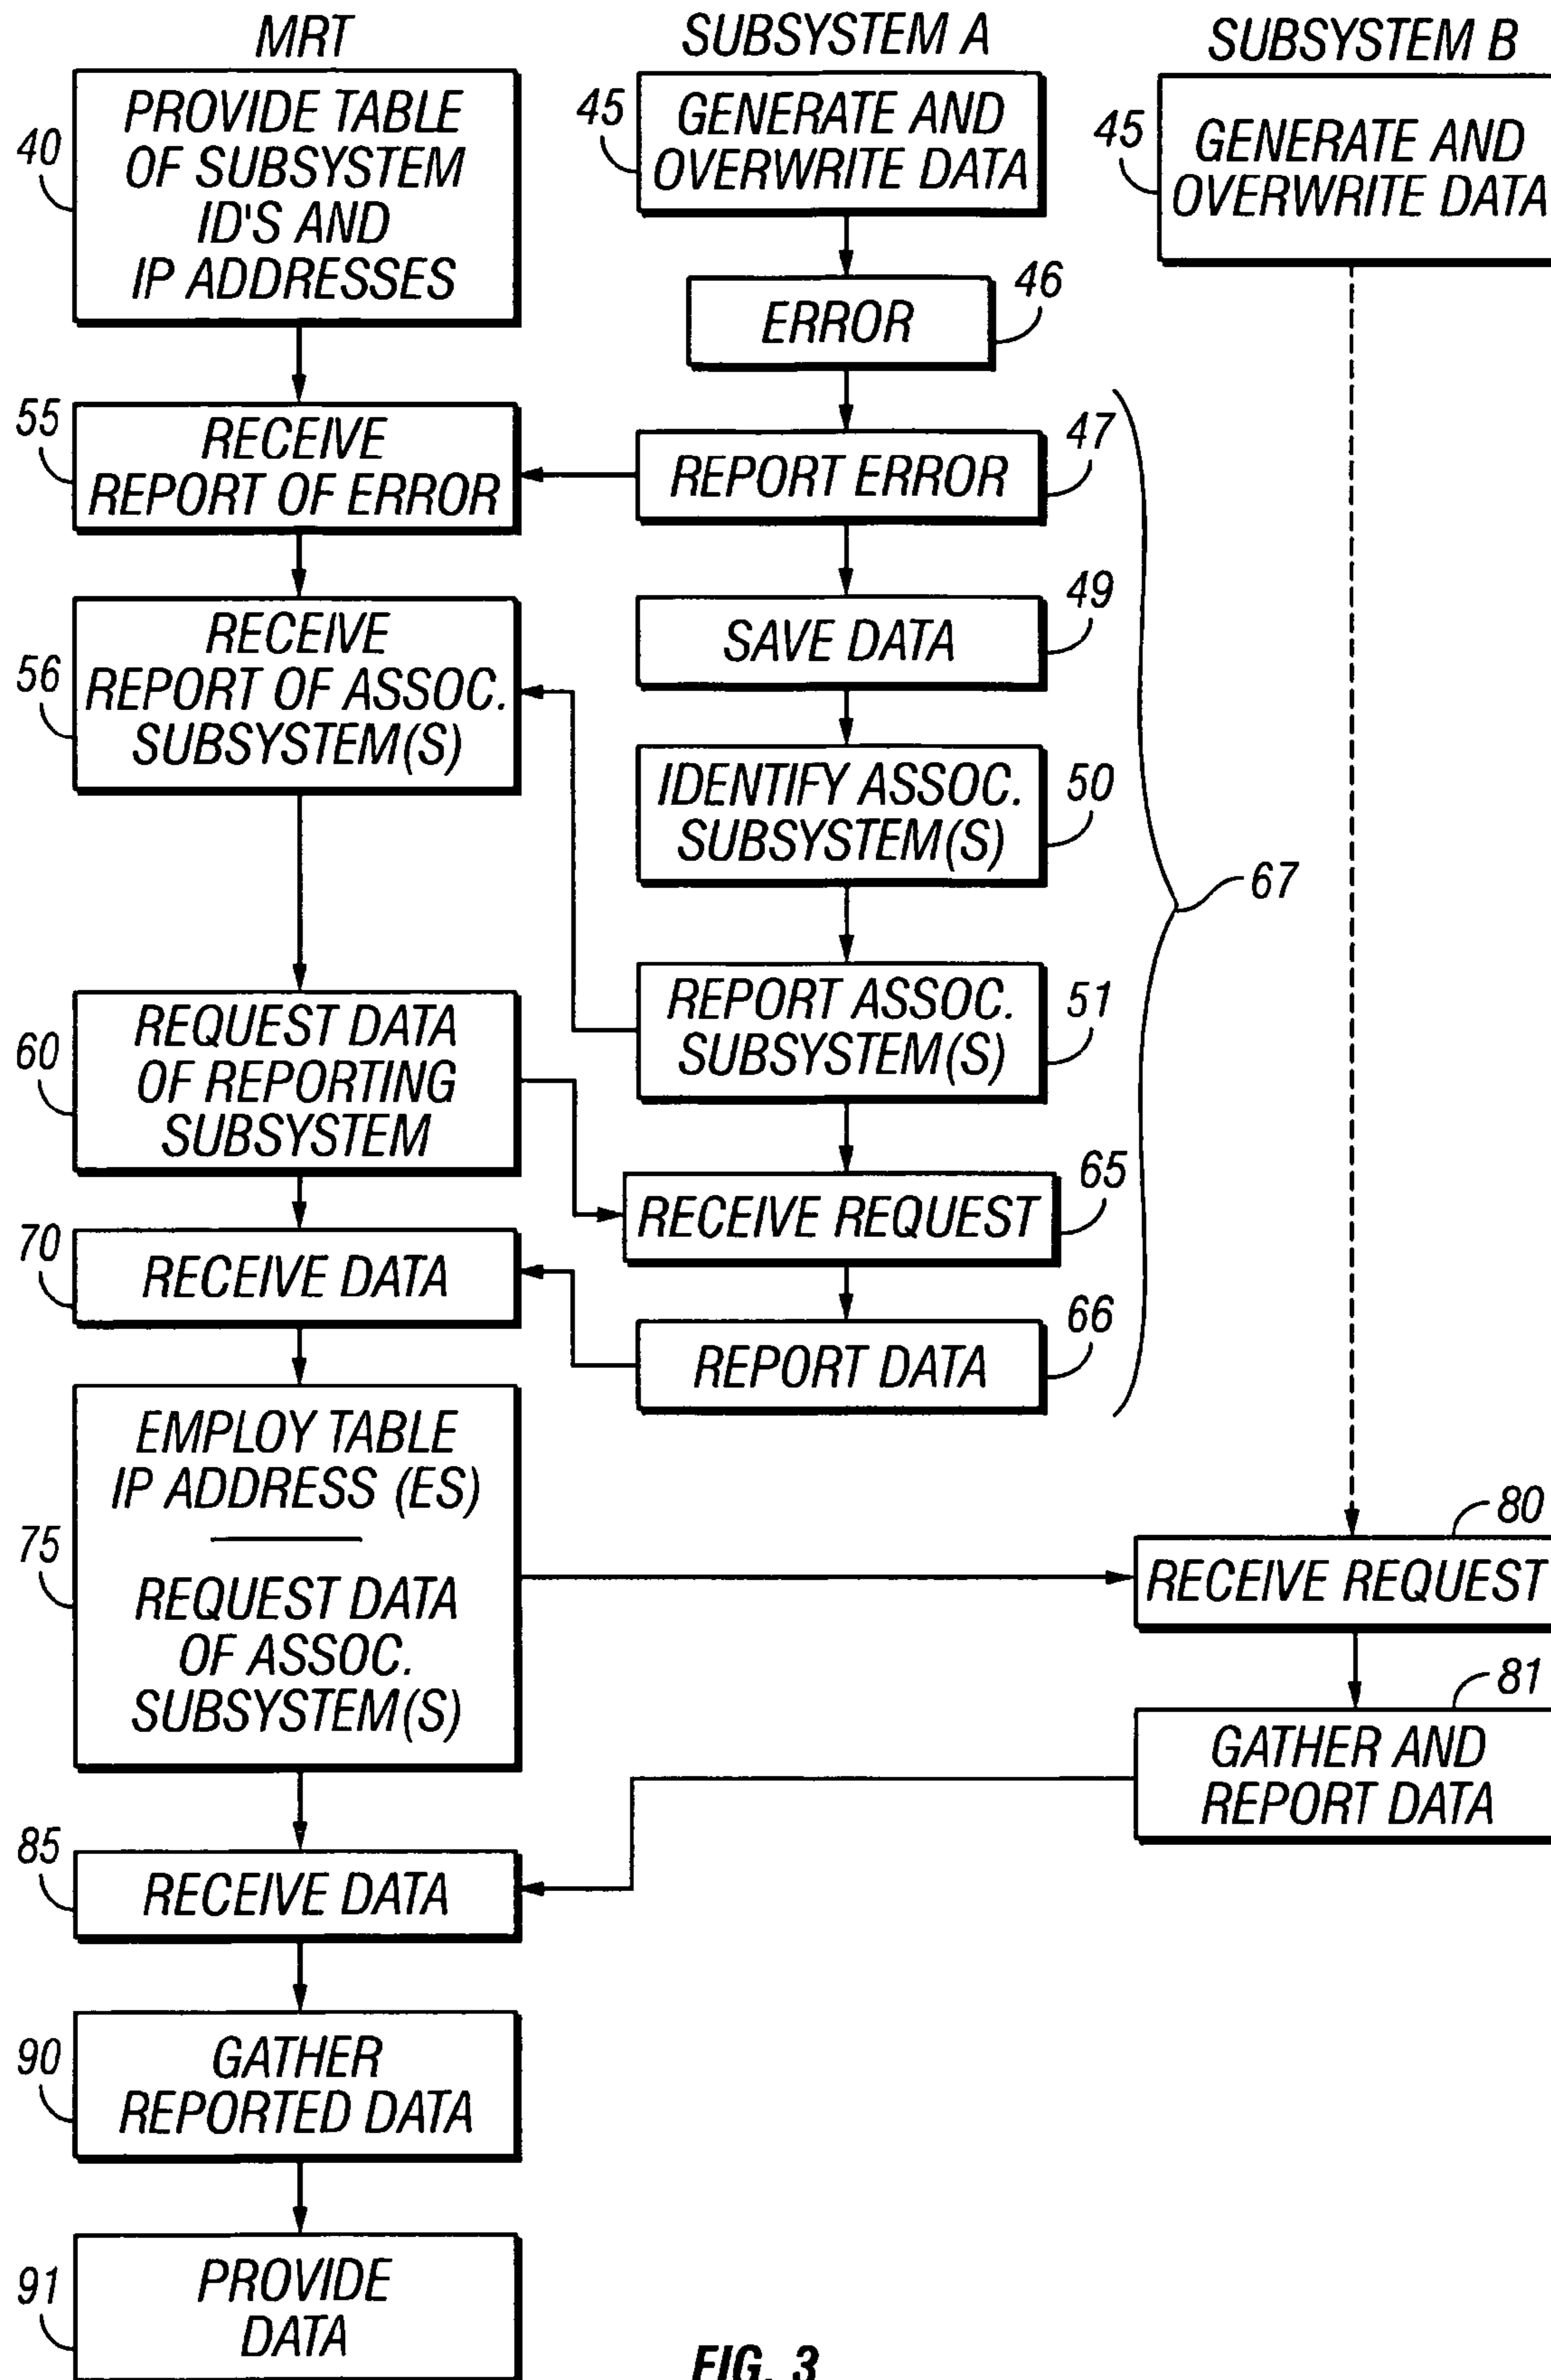 MRT
SUBSYSTEM A
SUBSYSTEM B
40
PROVIDE TABLE
OF SUBSYSTEM
ID'S AND
IP ADDRESSES
45
GENERATE AND
OVERWRITE DATA
45
GENERATE AND
OVERWRITE DATA
46
ERROR
55
RECEIVE
REPORT OF ERROR
47
REPORT ERROR
56
RECEIVE
REPORT OF ASSOC.
SUBSYSTEM(S)
49
SAVE DATA
50
IDENTIFY ASSOC.
SUBSYSTEM(S)
67
51
REPORT ASSOC.
SUBSYSTEM(S)
60
REQUEST DATA
OF REPORTING
SUBSYSTEM
65
RECEIVE REQUEST
70
RECEIVE DATA
66
REPORT DATA
75
EMPLOY TABLE
IP ADDRESS (ES)
REQUEST DATA
OF ASSOC.
SUBSYSTEM(S)
80
RECEIVE REQUEST
81
GATHER AND
REPORT DATA
85
RECEIVE DATA
90
GATHER
REPORTED DATA
91
PROVIDE
DATA
FIG. 3